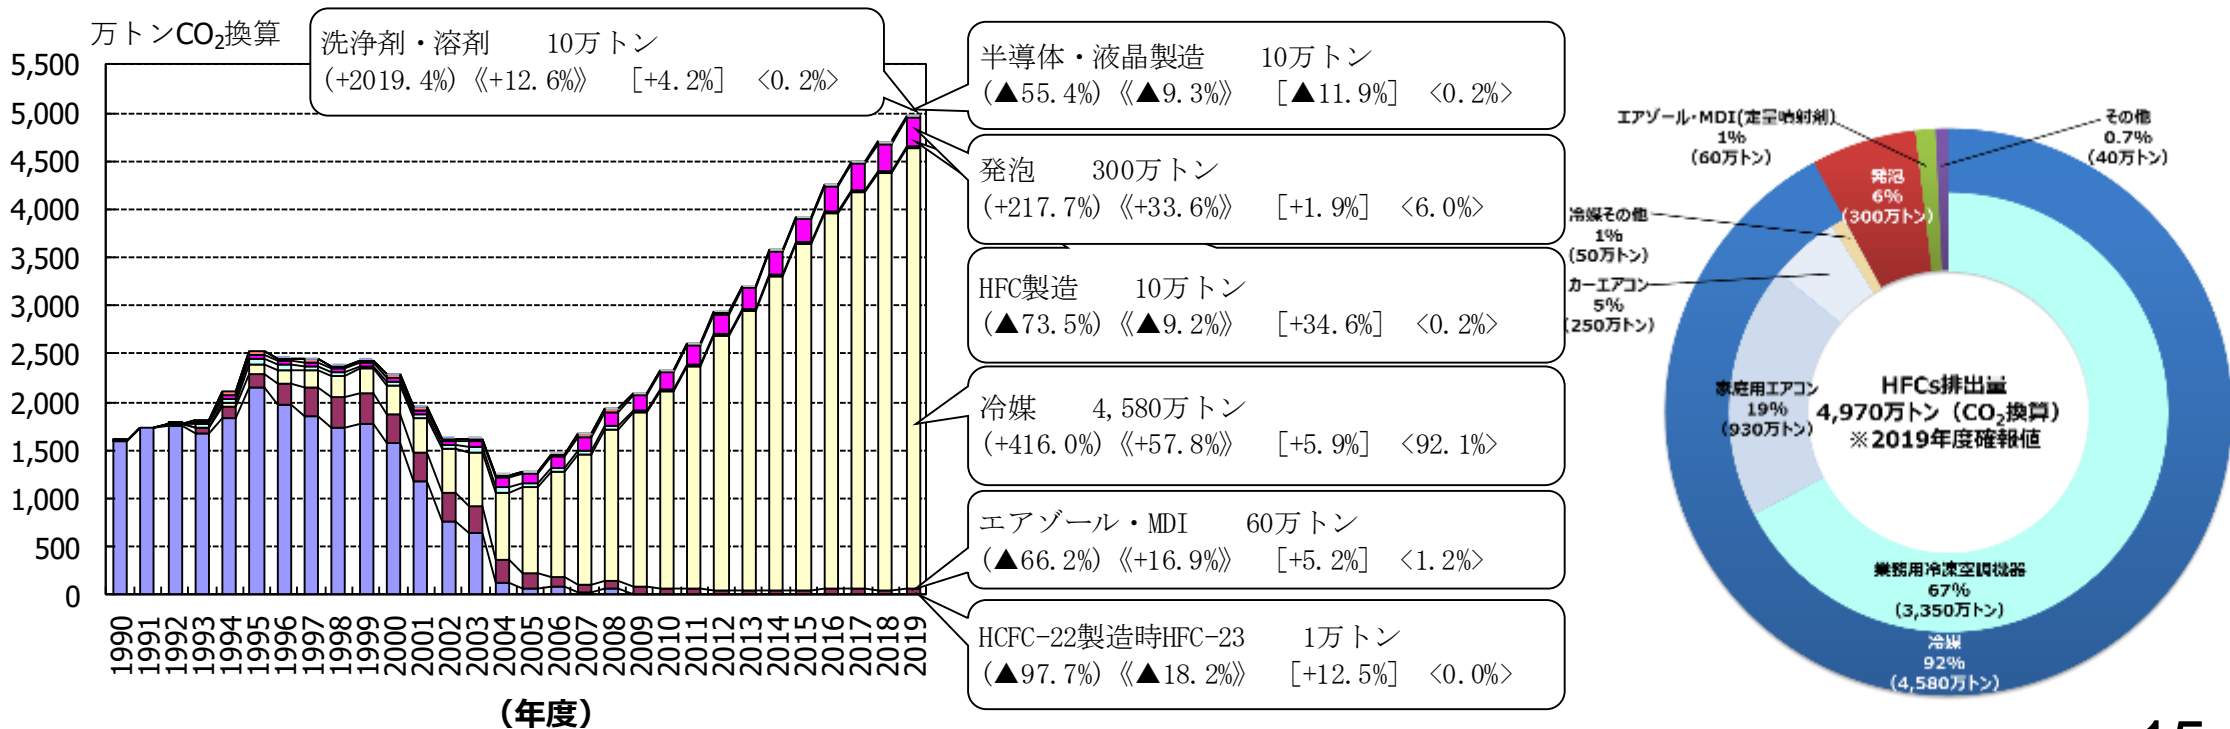 万トンCO₂換算
5,500
5,000
4,500
4,000
3,500
3,000
2,500
2,000
1,500
1,000
500
0
1990
1991
1992
1993
1994
1995
1996
1997
1998
1999
2000
2001
2002
2003
2004
2005
2006
2007
2008
2009
2010
2011
2012
2013
2014
2015
2016
2017
2018
2019
（年度）
洗浄剤・溶剤 10万トン
(+2019.4%)《+12.6%》 [+4.2%] <0.2%>
半導体・液晶製造 10万トン
(▲55.4%)《▲9.3%》 [▲11.9%] <0.2%>
発泡 300万トン
(+217.7%)《+33.6%》 [+1.9%] <6.0%>
HFC製造 10万トン
(▲73.5%)《▲9.2%》 [+34.6%] <0.2%>
冷媒 4,580万トン
(+416.0%)《+57.8%》 [+5.9%] <92.1%>
エアゾール・MDI 60万トン
(▲66.2%)《+16.9%》 [+5.2%] <1.2%>
HCFC-22製造時HFC-23 1万トン
(▲97.7%)《▲18.2%》 [+12.5%] <0.0%>
エアゾール・MDI(定量噴射剤)
1%
(60万トン)
その他
0.7%
(40万トン)
発泡
6%
(300万トン)
冷媒その他
1%
(50万トン)
カーエアコン
5%
(250万トン)
家庭用エアコン
19%
(930万トン)
HFCs排出量
4,970万トン（CO₂換算）
※2019年度確報値
業務用冷凍空調機器
67%
(3,350万トン)
冷媒
92%
(4,580万トン)